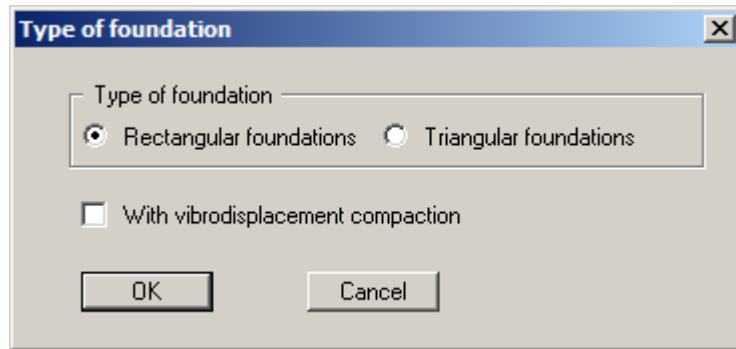 Type of foundation
Type of foundation
Rectangular foundations Triangular foundations
With vibrodisplacement compaction
OK Cancel